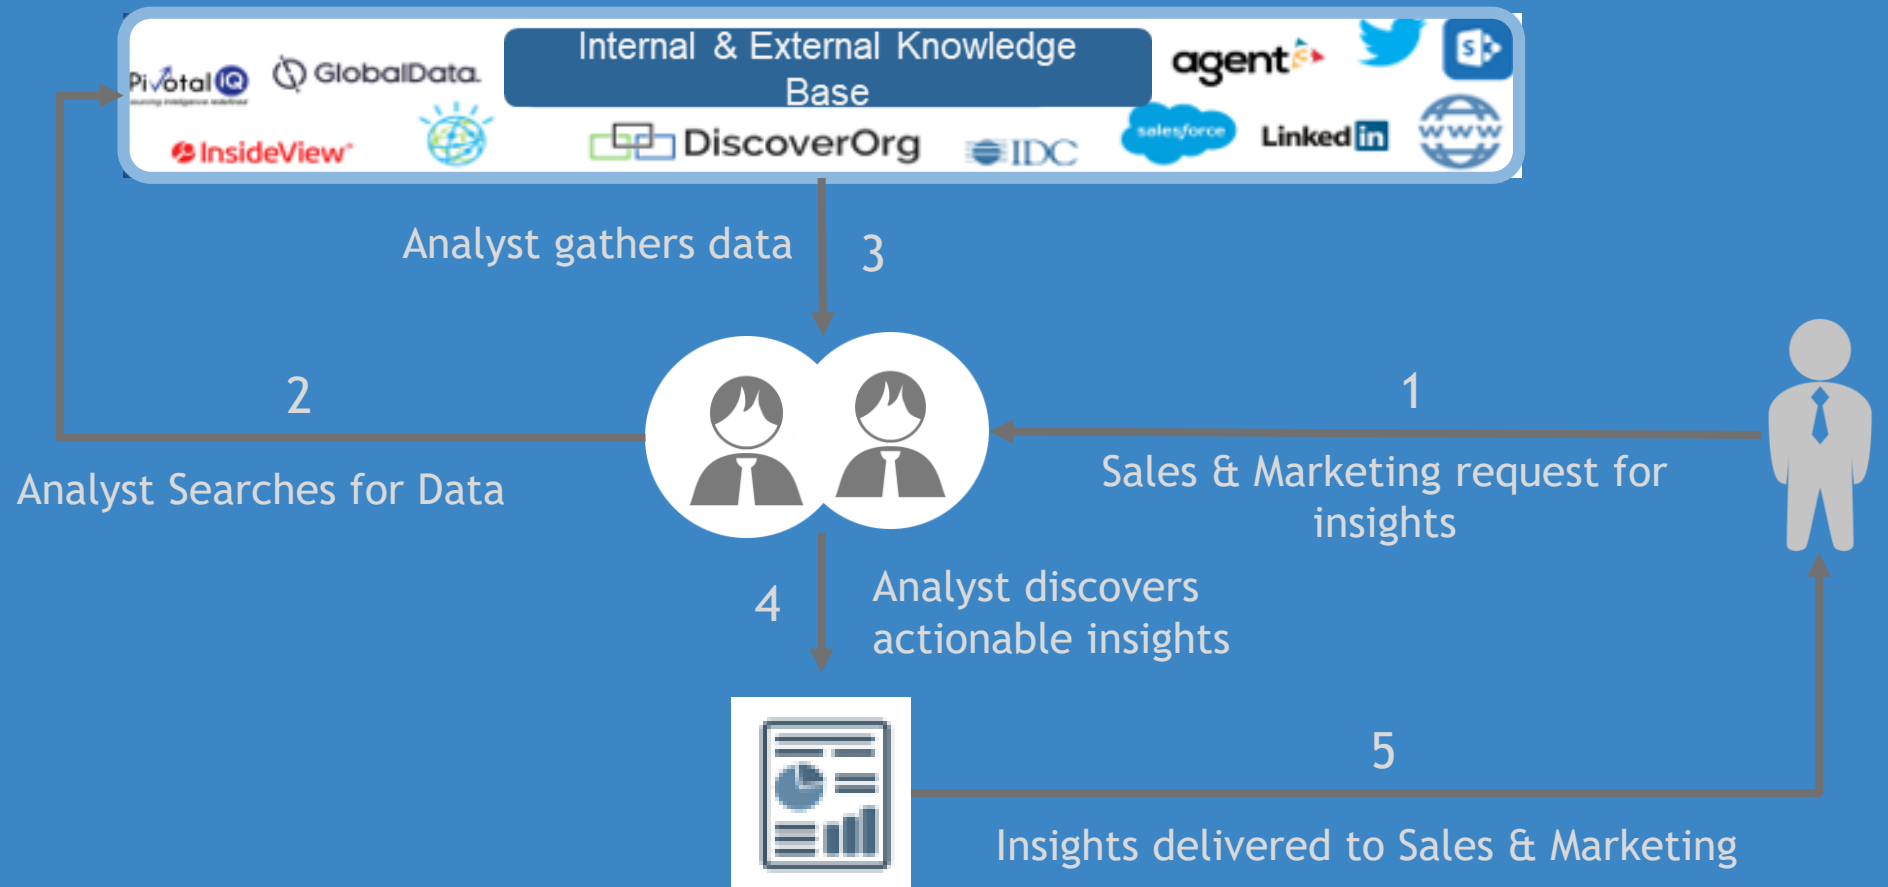 Internal & External Knowledge
Base
PivotalIQ
GlobalData.
agent
S
InsideView
DiscoverOrg
IDC
salesforce
Linked in
www
Analyst gathers data
3
2
1
Analyst Searches for Data
Sales & Marketing request for
insights
4
Analyst discovers
actionable insights
5
Insights delivered to Sales & Marketing